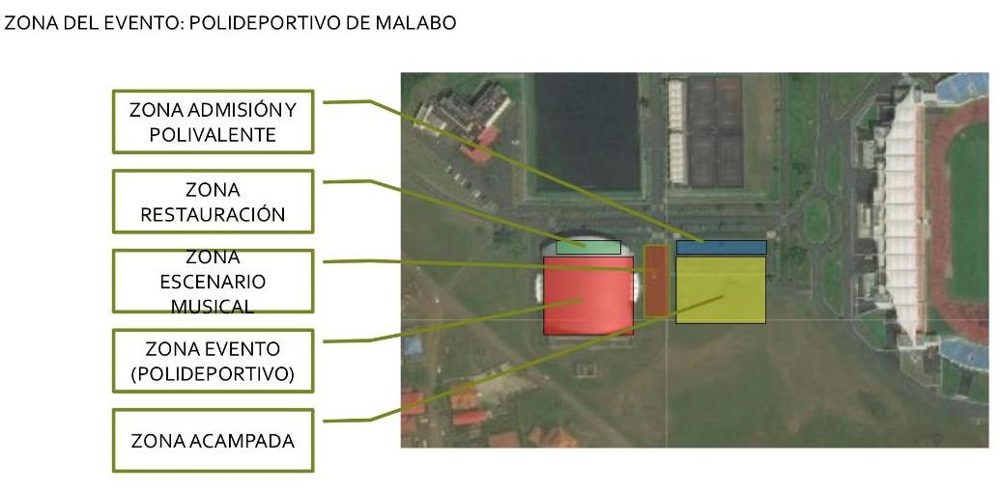 ZONA DEL EVENTO: POLIDEPORTIVO DE MALABO
ZONA ADMISIÓN Y
POLIVALENTE
ZONA
RESTAURACIÓN
ZONA
ESCENARIO
MUSICAL
ZONA EVENTO
(POLIDEPORTIVO)
ZONA ACAMPADA